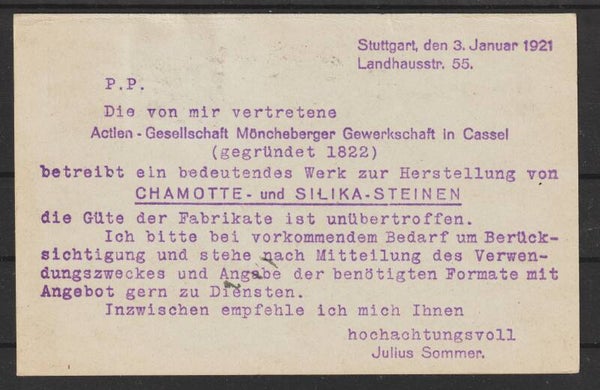 Stuttgart, den 3. Januar 1921
Landhausstr. 55.
P.P.
Die von mir vertretene
Actien - Gesellschaft Möncheberger Gewerkschaft in Cassel
(gegründet 1822)
betreibt ein bedeutendes Werk zur Herstellung von
CHAMOTTE - und SILIKA-STEINEN
die Güte der Fabrikate ist unübertroffen.
Ich bitte bei vorkommendem Bedarf um Berück-
sichtigung und stehe nach Mitteilung des Verwen-
dungszweckes und Angabe der benötigten Formate mit
Angebot gern zu Diensten.
Inzwischen empfehle ich mich Ihnen
hochachtungsvoll
Julius Sommer.